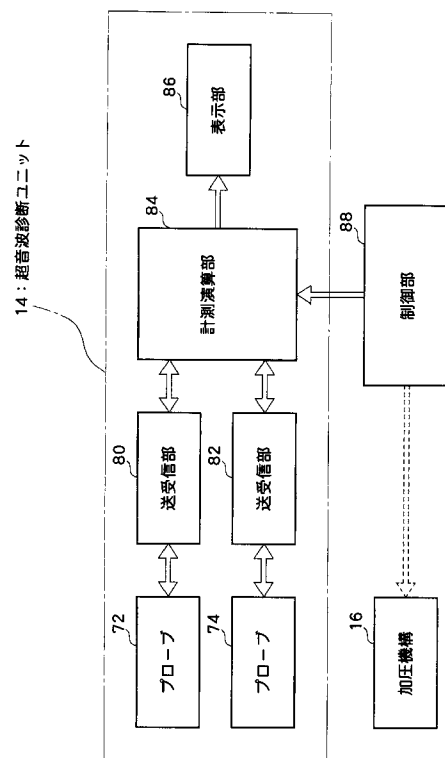 14：超音波診断ユニット
72
プローブ
80
送受信部
84
計測演算部
86
表示部
74
プローブ
82
送受信部
16
加圧機構
88
制御部